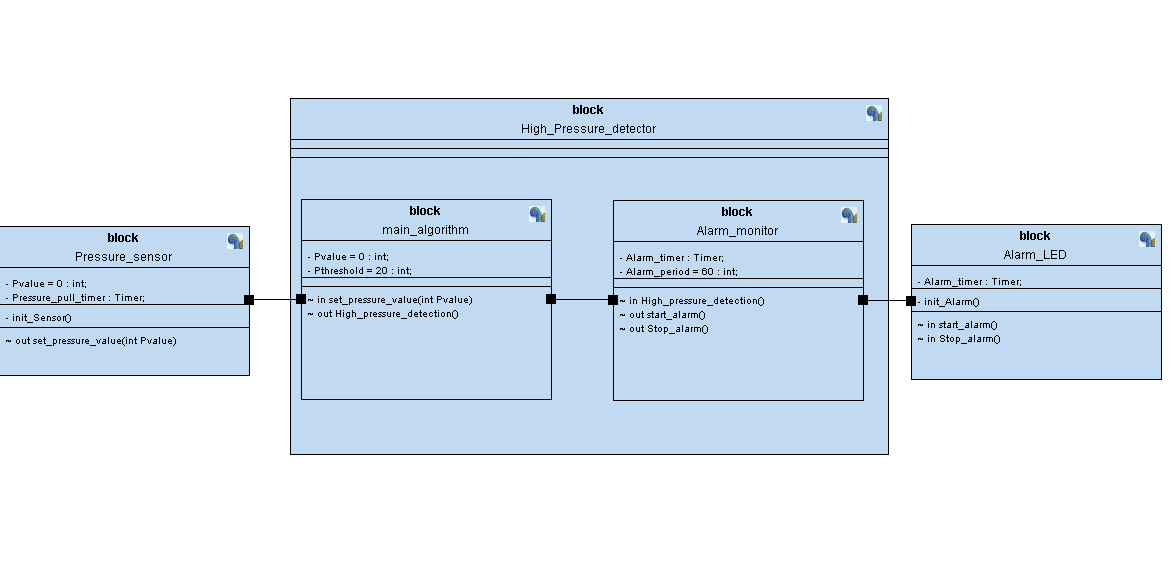 block
High_Pressure_detector
block
Pressure_sensor
- Pvalue = 0 : int;
- Pressure_pull_timer : Timer;
- init_Sensor()
~ out set_pressure_value(int Pvalue)
block
main_algorithm
- Pvalue = 0 : int;
- Pthreshold = 20 : int;
~ in set_pressure_value(int Pvalue)
~ out High_pressure_detection()
block
Alarm_monitor
- Alarm_timer : Timer;
- Alarm_period = 60 : int;
~ in High_pressure_detection()
~ out start_alarm()
~ out Stop_alarm()
block
Alarm_LED
- Alarm_timer : Timer;
- init_Alarm()
~ in start_alarm()
~ in Stop_alarm()